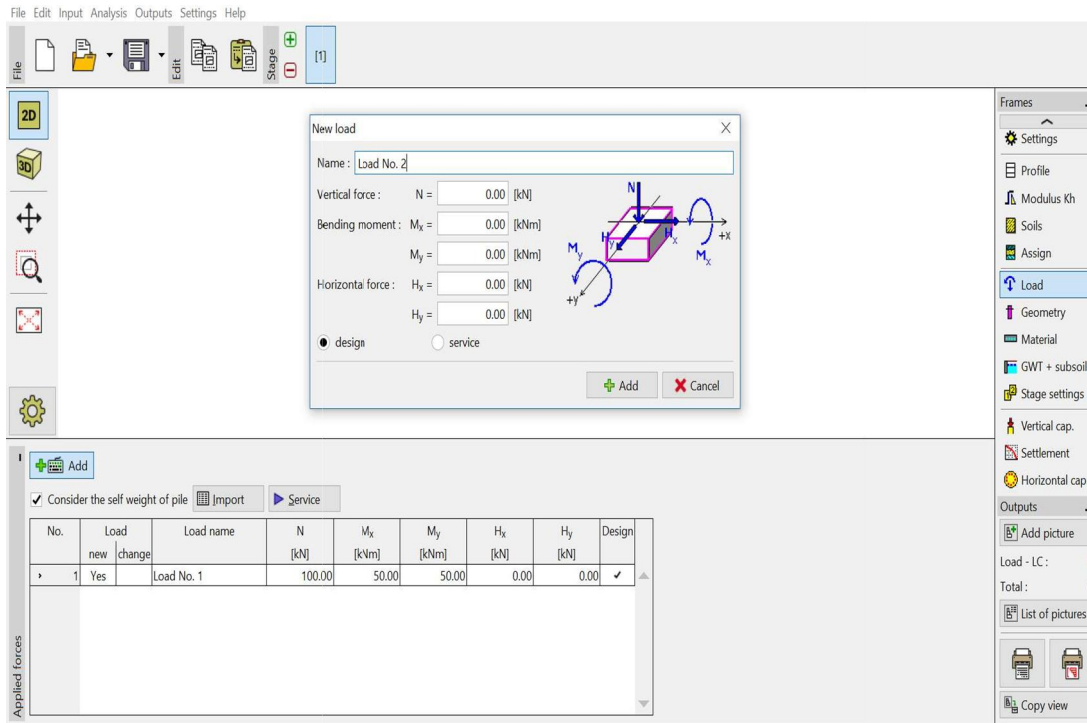 File Edit Input Analysis Outputs Settings Help
File
Edit
Stage
[1]
2D
3D
New load
Name : Load No. 2
Vertical force : N = 0.00 [kN]
Bending moment : Mx = 0.00 [kNm]
My = 0.00 [kNm]
Horizontal force : Hx = 0.00 [kN]
Hy = 0.00 [kN]
design service
N
Hy
Hx
+x
My
Mx
+y
Add Cancel
Frames
Settings
Profile
Modulus Kh
Soils
Assign
Load
Geometry
Material
GWT + subsoil
Stage settings
Vertical cap.
Settlement
Horizontal cap
Outputs
Add picture
Load - LC :
Total :
List of pictures
Copy view
Add
Consider the self weight of pile Import Service
No. Load Load name N Mx My Hx Hy Design
new change [kN] [kNm] [kNm] [kN] [kN]
1 Yes Load No. 1 100.00 50.00 50.00 0.00 0.00
Applied forces